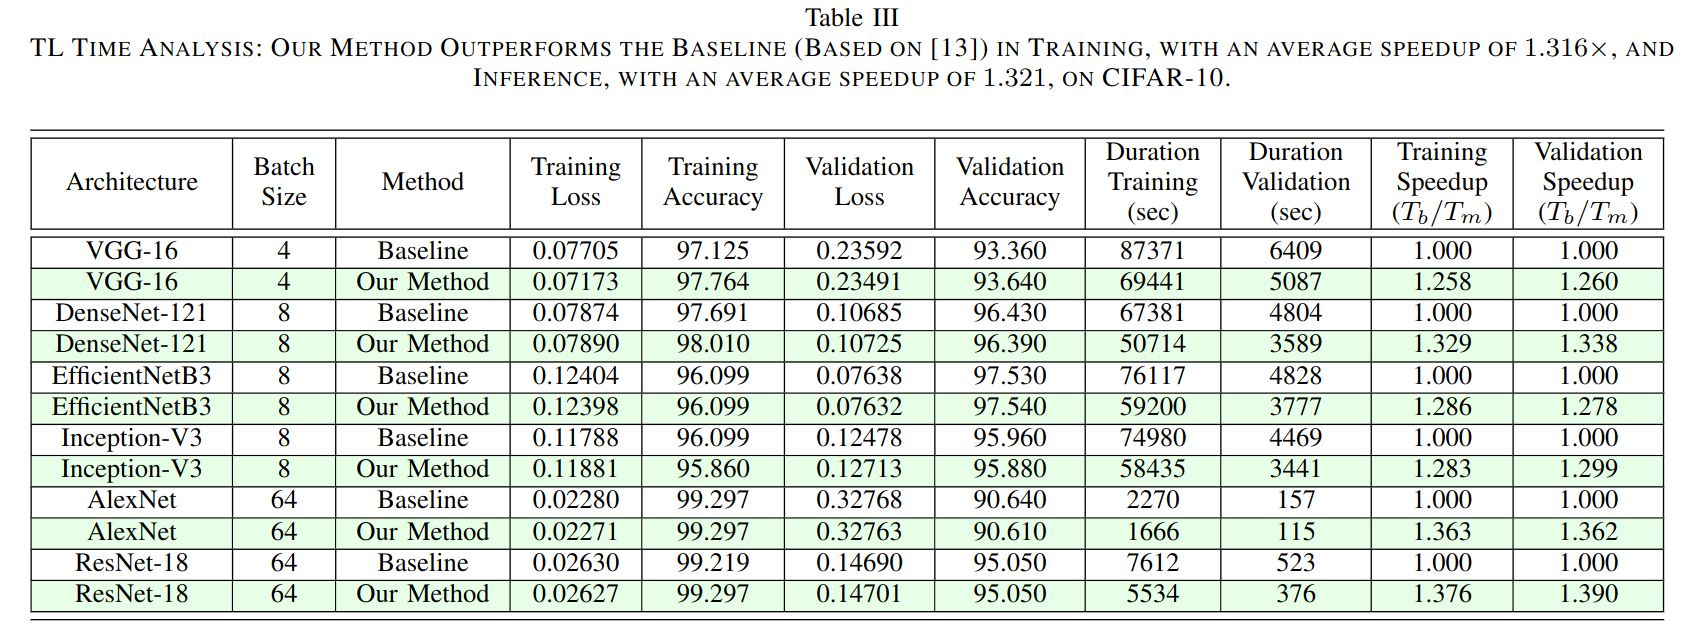 Table III
TL TIME ANALYSIS: OUR METHOD OUTPERFORMS THE BASELINE (BASED ON [13]) IN TRAINING, WITH AN AVERAGE SPEEDUP OF 1.316×, AND
INFERENCE, WITH AN AVERAGE SPEEDUP OF 1.321, ON CIFAR-10.
Architecture Batch Size Method Training Loss Training Accuracy Validation Loss Validation Accuracy Duration Training (sec) Duration Validation (sec) Training Speedup (T_b/T_m) Validation Speedup (T_b/T_m)
VGG-16 4 Baseline 0.07705 97.125 0.23592 93.360 87371 6409 1.000 1.000
VGG-16 4 Our Method 0.07173 97.764 0.23491 93.640 69441 5087 1.258 1.260
DenseNet-121 8 Baseline 0.07874 97.691 0.10685 96.430 67381 4804 1.000 1.000
DenseNet-121 8 Our Method 0.07890 98.010 0.10725 96.390 50714 3589 1.329 1.338
EfficientNetB3 8 Baseline 0.12404 96.099 0.07638 97.530 76117 4828 1.000 1.000
EfficientNetB3 8 Our Method 0.12398 96.099 0.07632 97.540 59200 3777 1.286 1.278
Inception-V3 8 Baseline 0.11788 96.099 0.12478 95.960 74980 4469 1.000 1.000
Inception-V3 8 Our Method 0.11881 95.860 0.12713 95.880 58435 3441 1.283 1.299
AlexNet 64 Baseline 0.02280 99.297 0.32768 90.640 2270 157 1.000 1.000
AlexNet 64 Our Method 0.02271 99.297 0.32763 90.610 1666 115 1.363 1.362
ResNet-18 64 Baseline 0.02630 99.219 0.14690 95.050 7612 523 1.000 1.000
ResNet-18 64 Our Method 0.02627 99.297 0.14701 95.050 5534 376 1.376 1.390